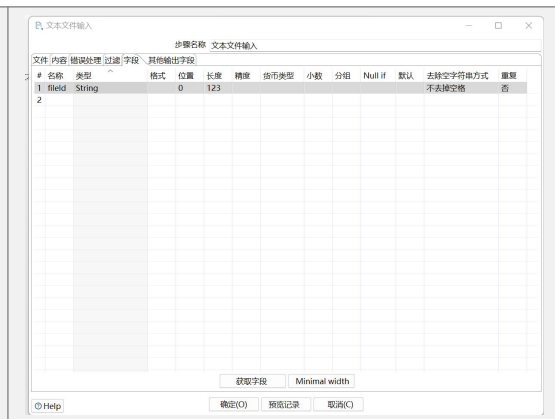 文本文件输入
步骤名称 文本文件输入
文件 内容 错误处理 过滤 字段 其他输出字段
# 名称 类型 格式 位置 长度 精度 货币类型 小数 分组 Null if 默认 去除空字符串方式 重复
1 fileId String 0 123 不去掉空格 否
2
获取字段 Minimal width
Help 确定(O) 预览记录 取消(C)